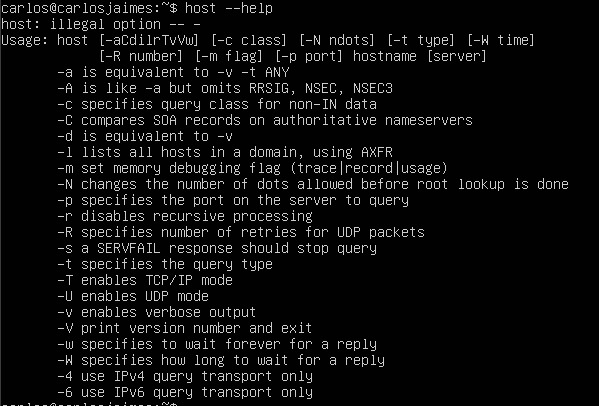 carlos@carlosjaimes:~$ host --help
host: illegal option -- -
Usage: host [-aCdilrTvVw] [-c class] [-N ndots] [-t type] [-W time]
[-R number] [-m flag] [-p port] hostname [server]
-a is equivalent to -v -t ANY
-A is like -a but omits RRSIG, NSEC, NSEC3
-c specifies query class for non-IN data
-C compares SOA records on authoritative nameservers
-d is equivalent to -v
-l lists all hosts in a domain, using AXFR
-m set memory debugging flag (trace|record|usage)
-N changes the number of dots allowed before root lookup is done
-p specifies the port on the server to query
-r disables recursive processing
-R specifies number of retries for UDP packets
-s a SERVFAIL response should stop query
-t specifies the query type
-T enables TCP/IP mode
-U enables UDP mode
-v enables verbose output
-V print version number and exit
-w specifies to wait forever for a reply
-W specifies how long to wait for a reply
-4 use IPv4 query transport only
-6 use IPv6 query transport only
carlos@carlosjaimes:~$